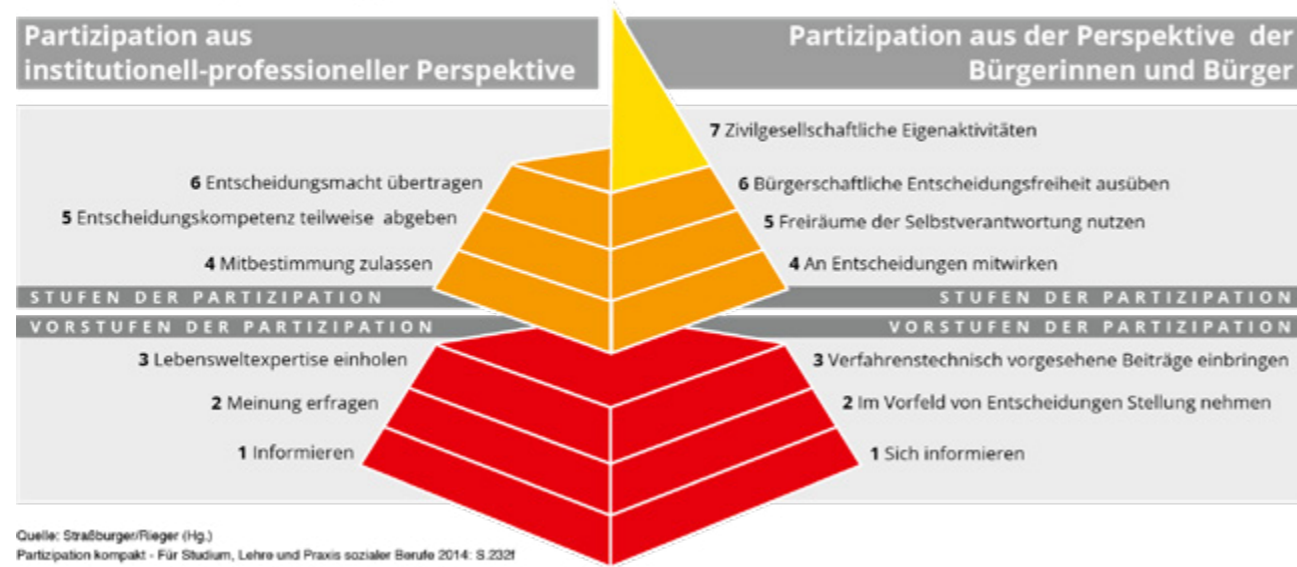 Partizipation aus
institutionell-professioneller Perspektive
Partizipation aus der Perspektive der
Bürgerinnen und Bürger
6 Entscheidungsmacht übertragen
5 Entscheidungskompetenz teilweise abgeben
4 Mitbestimmung zulassen
STUFEN DER PARTIZIPATION
VORSTUFEN DER PARTIZIPATION
3 Lebensweltexpertise einholen
2 Meinung erfragen
1 Informieren
7 Zivilgesellschaftliche Eigenaktivitäten
6 Bürgerschaftliche Entscheidungsfreiheit ausüben
5 Freiräume der Selbstverantwortung nutzen
4 An Entscheidungen mitwirken
STUFEN DER PARTIZIPATION
VORSTUFEN DER PARTIZIPATION
3 Verfahrenstechnisch vorgesehene Beiträge einbringen
2 Im Vorfeld von Entscheidungen Stellung nehmen
1 Sich informieren
Quelle: Straßburger/Rieger (Hg.)
Partizipation kompakt - Für Studium, Lehre und Praxis sozialer Berufe 2014: S.232f